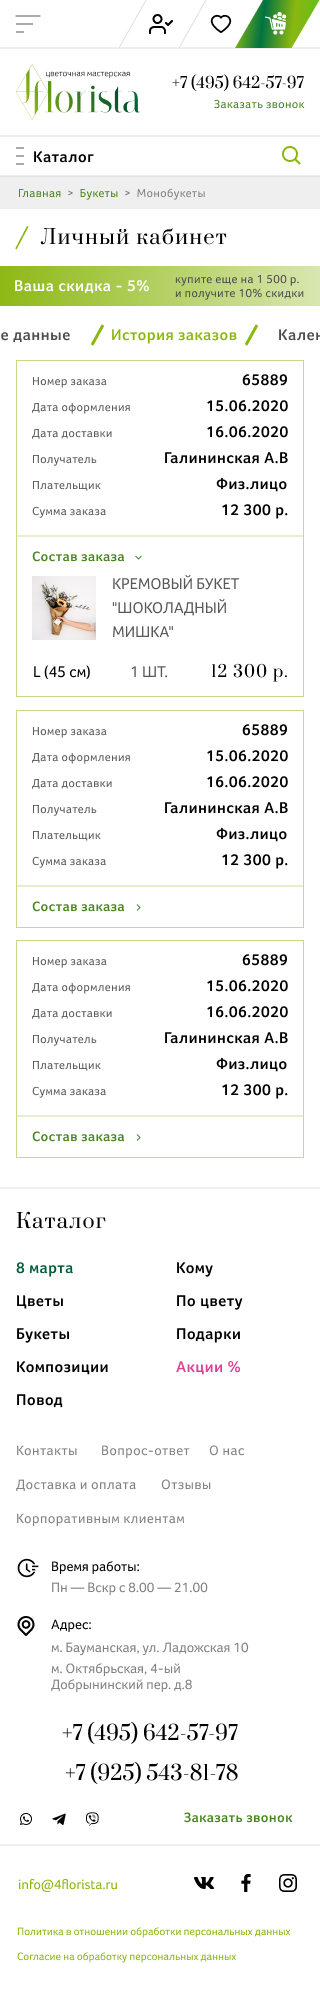 цветочная мастерская
4florista
+7 (495) 642-57-97
Заказать звонок
Каталог
Главная > Букеты > Монобукеты
Личный кабинет
Ваша скидка - 5%
купите еще на 1 500 р.
и получите 10% скидки
е данные
История заказов
Кален
Номер заказа 65889
Дата оформления 15.06.2020
Дата доставки 16.06.2020
Получатель Галининская А.В
Плательщик Физ.лицо
Сумма заказа 12 300 р.
Состав заказа
КРЕМОВЫЙ БУКЕТ
"ШОКОЛАДНЫЙ
МИШКА"
L (45 см) 1 ШТ. 12 300 р.
Номер заказа 65889
Дата оформления 15.06.2020
Дата доставки 16.06.2020
Получатель Галининская А.В
Плательщик Физ.лицо
Сумма заказа 12 300 р.
Состав заказа
Номер заказа 65889
Дата оформления 15.06.2020
Дата доставки 16.06.2020
Получатель Галининская А.В
Плательщик Физ.лицо
Сумма заказа 12 300 р.
Состав заказа
Каталог
8 марта Кому
Цветы По цвету
Букеты Подарки
Композиции Акции %
Повод
Контакты Вопрос-ответ О нас
Доставка и оплата Отзывы
Корпоративным клиентам
Время работы:
Пн — Вскр с 8.00 — 21.00
Адрес:
м. Бауманская, ул. Ладожская 10
м. Октябрьская, 4-ый
Добрынинский пер. д.8
+7 (495) 642-57-97
+7 (925) 543-81-78
Заказать звонок
info@4florista.ru
Политика в отношении обработки персональных данных
Согласие на обработку персональных данных